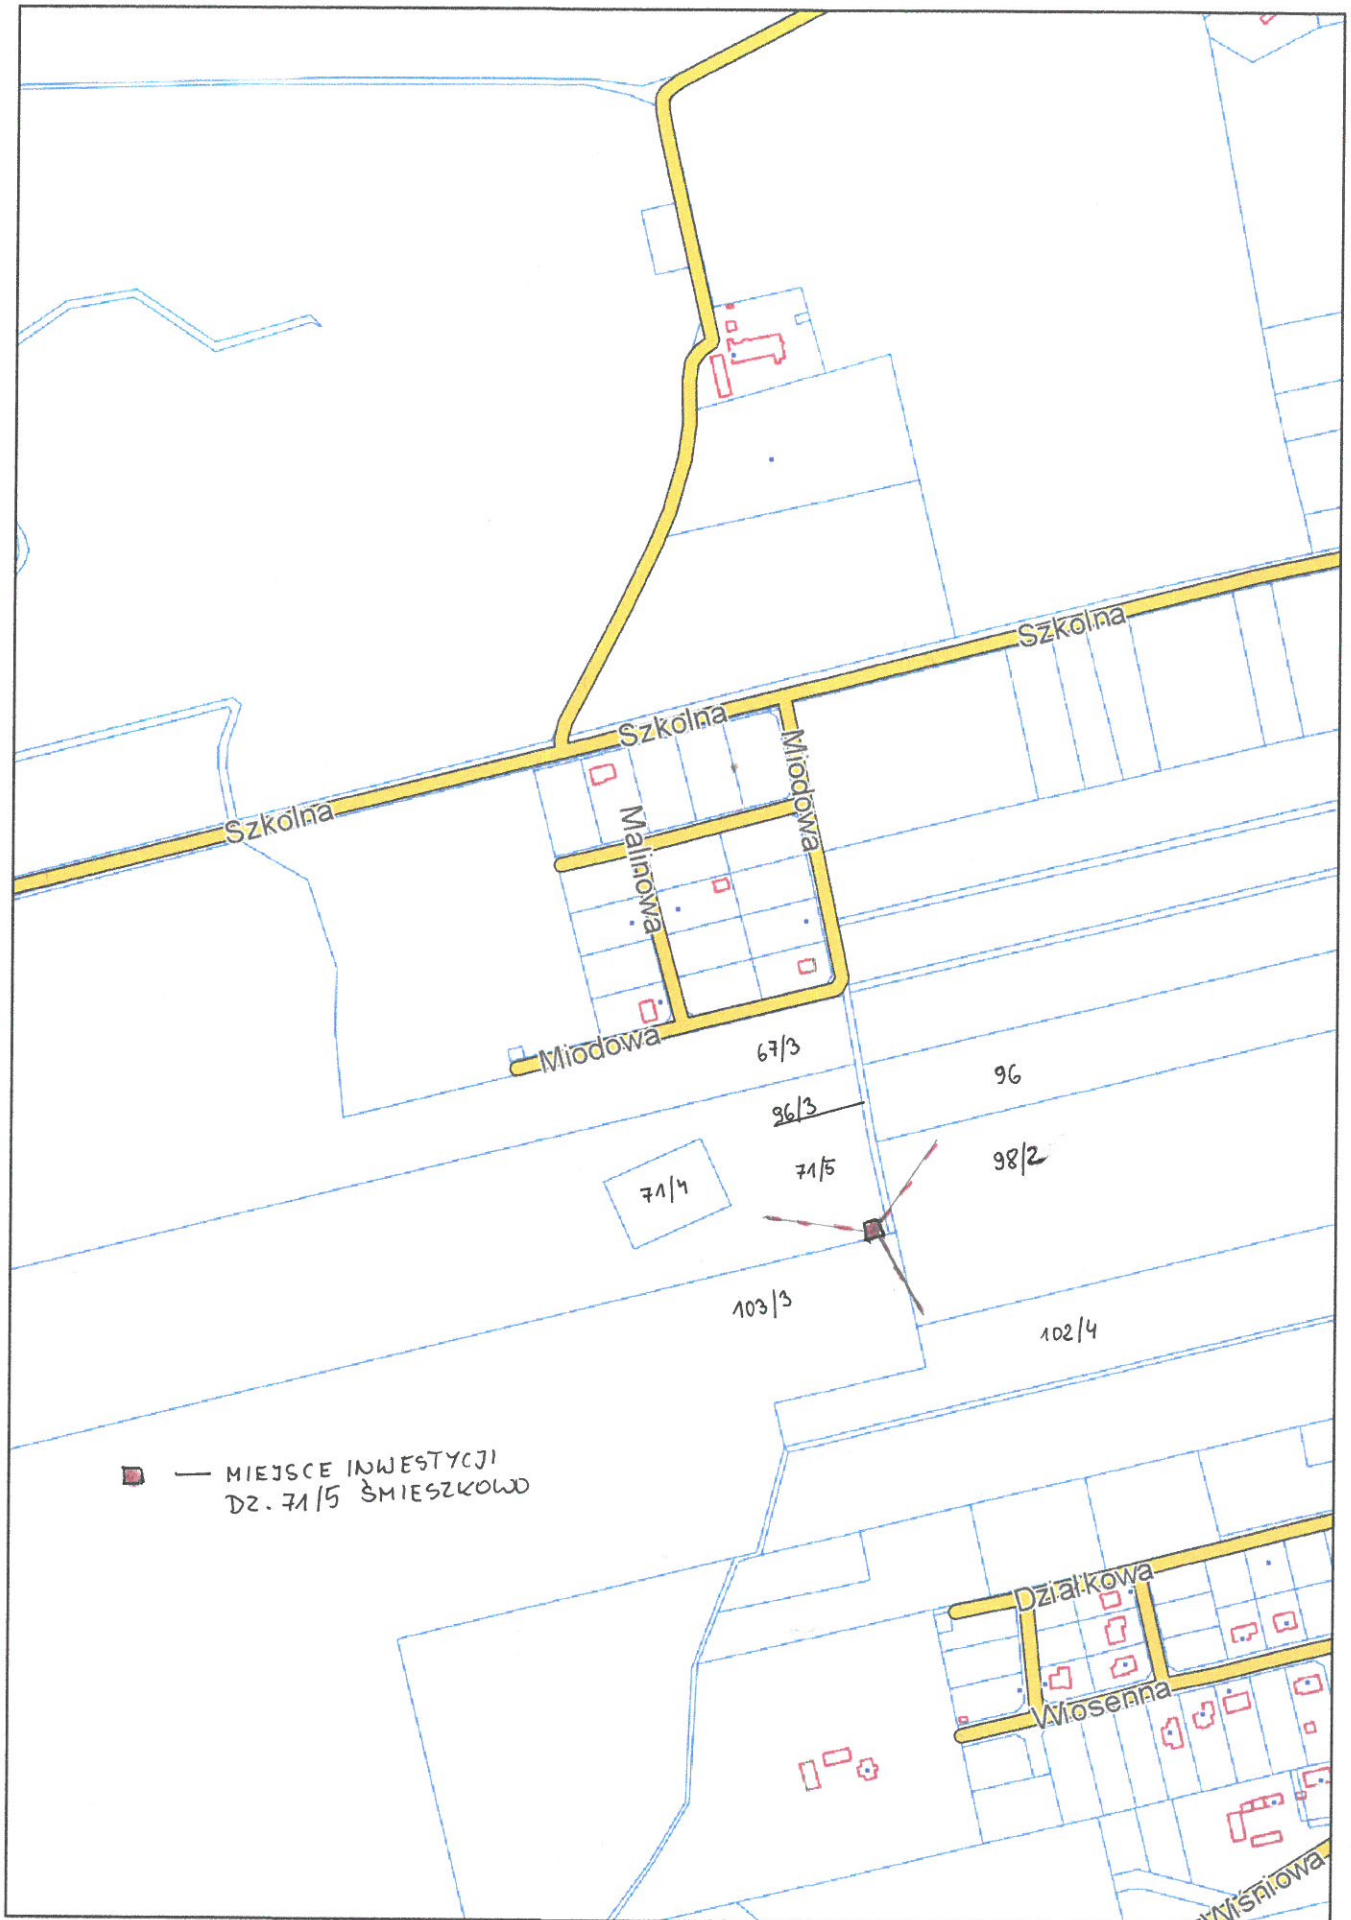 Szkolna
Szkolna
Miodowa
Szkolna
Malinowa
Miodowa
67/3
96
96/3
98/2
71/5
71/4
103/3
102/4
— MIEJSCE INWESTYCJI
DZ. 71/5 ŚMIESZKOWO
Działkowa
Wiosenna
Wiśniowa